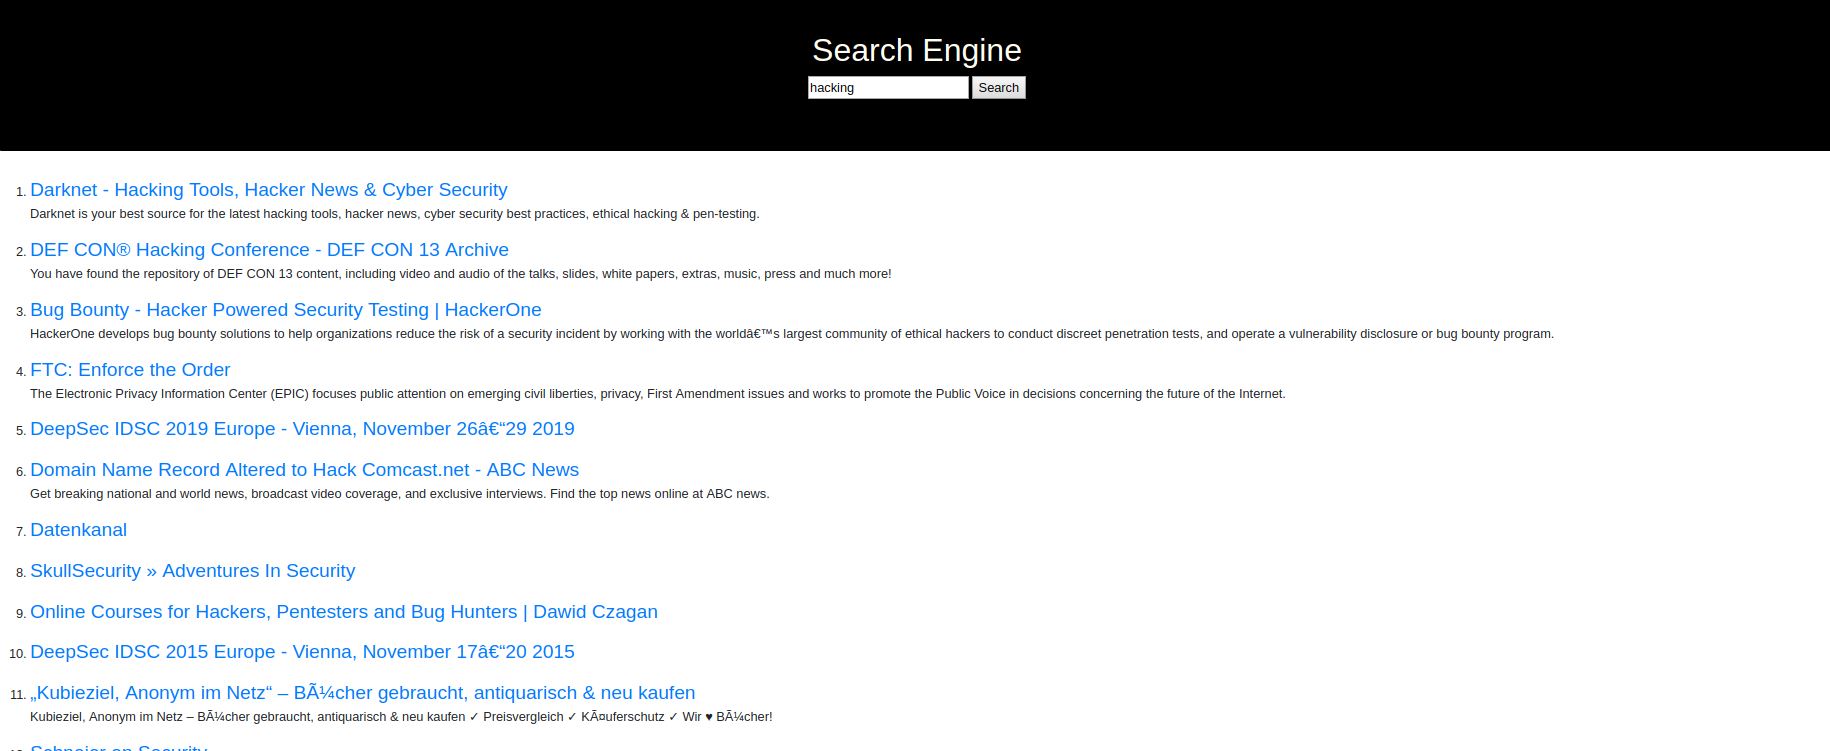 Search Engine
hacking Search
1. Darknet - Hacking Tools, Hacker News & Cyber Security
Darknet is your best source for the latest hacking tools, hacker news, cyber security best practices, ethical hacking & pen-testing.
2. DEF CON® Hacking Conference - DEF CON 13 Archive
You have found the repository of DEF CON 13 content, including video and audio of the talks, slides, white papers, extras, music, press and much more!
3. Bug Bounty - Hacker Powered Security Testing | HackerOne
HackerOne develops bug bounty solutions to help organizations reduce the risk of a security incident by working with the worldâ€™s largest community of ethical hackers to conduct discreet penetration tests, and operate a vulnerability disclosure or bug bounty program.
4. FTC: Enforce the Order
The Electronic Privacy Information Center (EPIC) focuses public attention on emerging civil liberties, privacy, First Amendment issues and works to promote the Public Voice in decisions concerning the future of the Internet.
5. DeepSec IDSC 2019 Europe - Vienna, November 26â€“29 2019
6. Domain Name Record Altered to Hack Comcast.net - ABC News
Get breaking national and world news, broadcast video coverage, and exclusive interviews. Find the top news online at ABC news.
7. Datenkanal
8. SkullSecurity » Adventures In Security
9. Online Courses for Hackers, Pentesters and Bug Hunters | Dawid Czagan
10. DeepSec IDSC 2015 Europe - Vienna, November 17â€“20 2015
11. „Kubieziel, Anonym im Netz“ – BÃ¼cher gebraucht, antiquarisch & neu kaufen
Kubieziel, Anonym im Netz – BÃ¼cher gebraucht, antiquarisch & neu kaufen ✓ Preisvergleich ✓ KÃ¤uferschutz ✓ Wir ♥ BÃ¼cher!
12. Schneier on Security